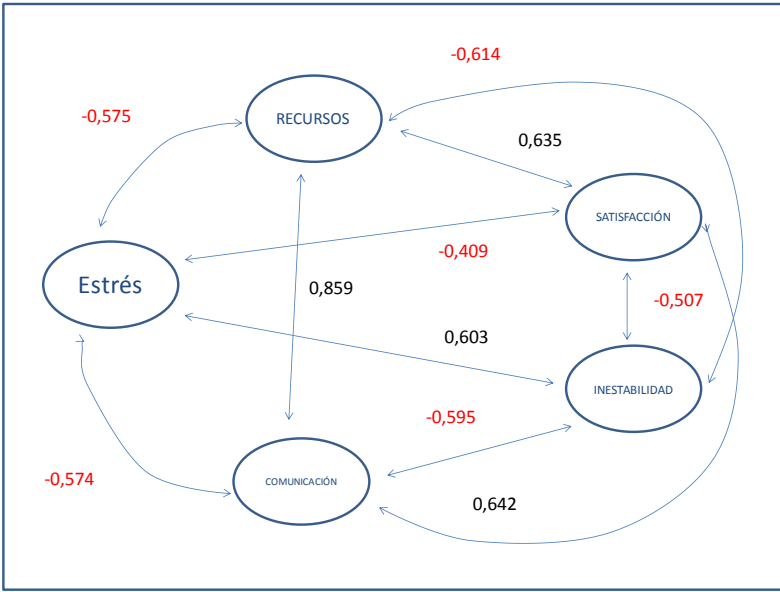 -0,614
-0,575
RECURSOS
0,635
SATISFACCIÓN
-0,409
Estrés
0,859
-0,507
0,603
INESTABILIDAD
-0,595
-0,574
COMUNICACIÓN
0,642